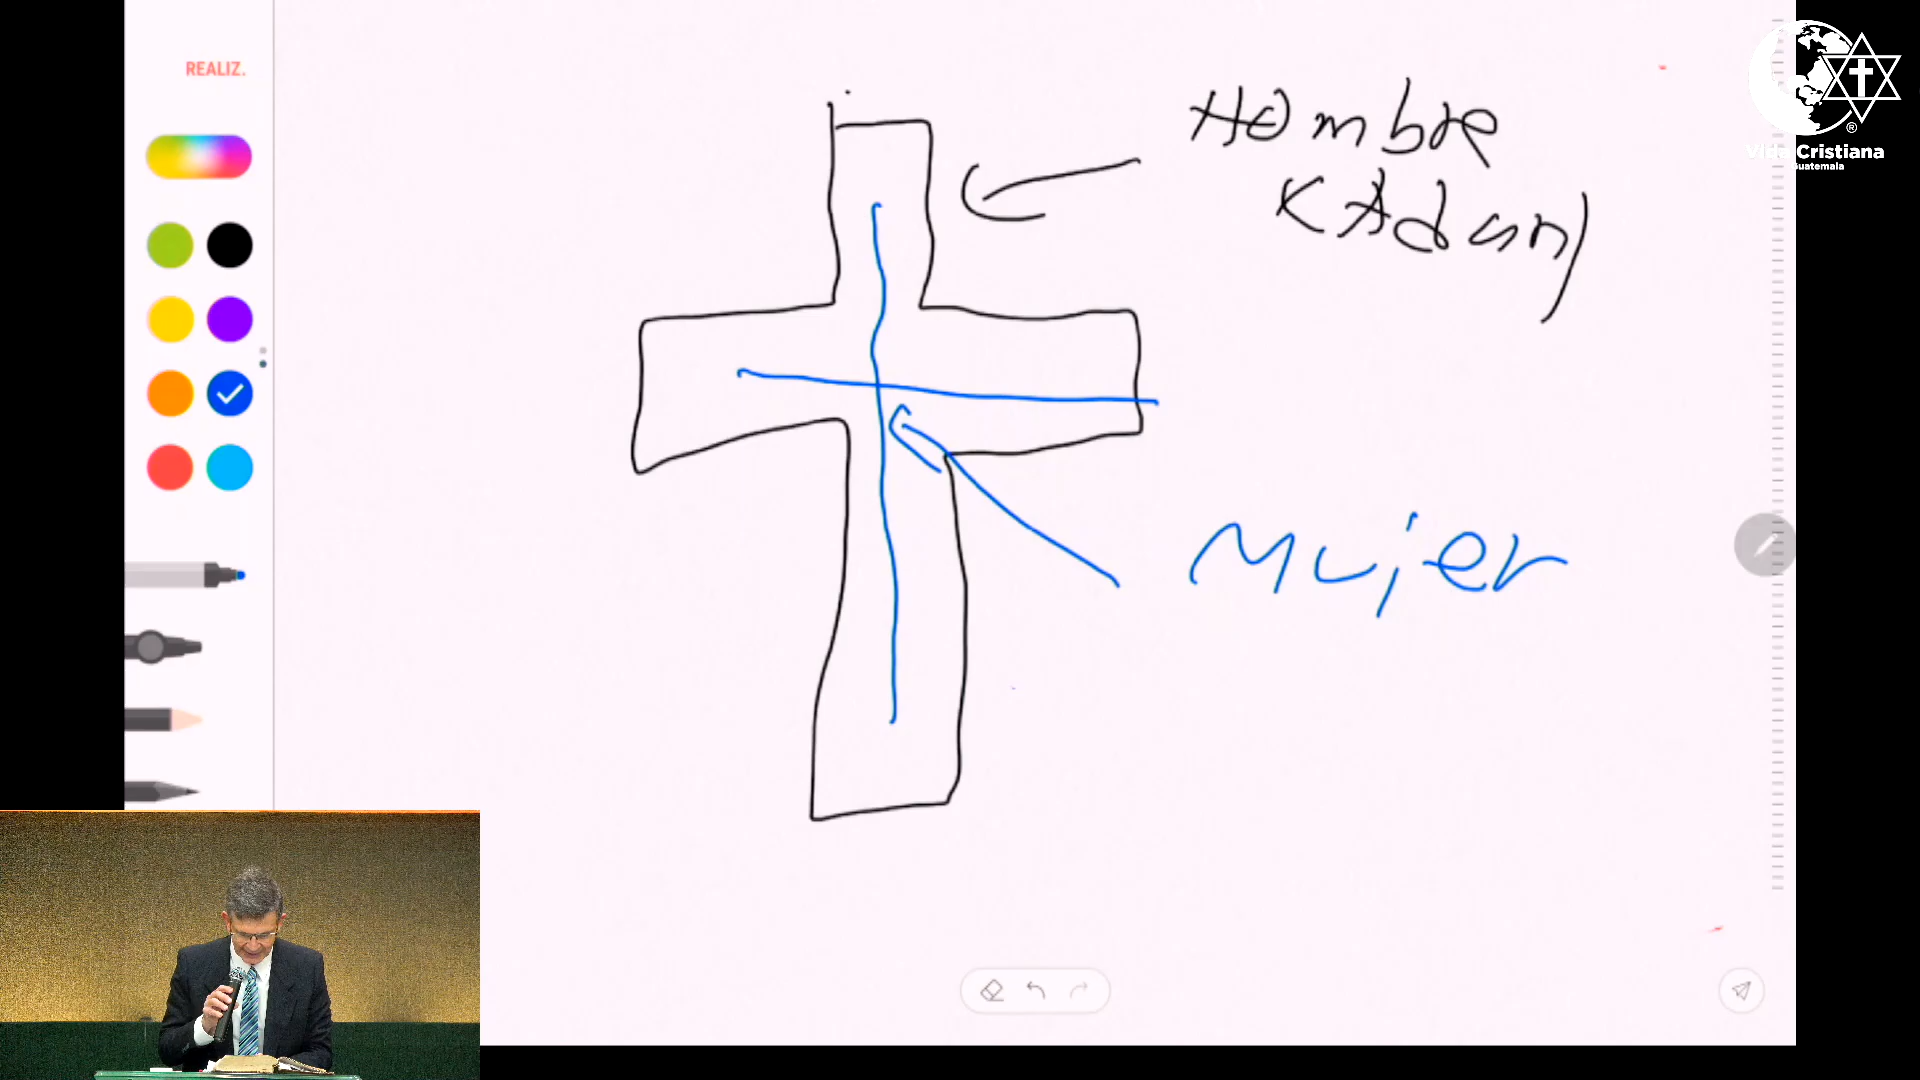 REALIZ.
Hombre
(Adan)
Mujer
Vida Cristiana
Guatemala
®